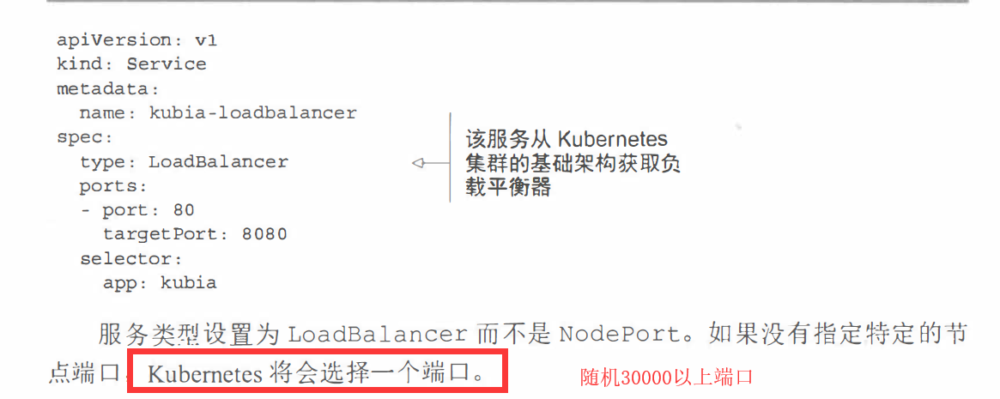 apiVersion: v1
kind: Service
metadata:
  name: kubia-loadbalancer
spec:
  type: LoadBalancer
  ports:
  - port: 80
    targetPort: 8080
  selector:
    app: kubia
该服务从 Kubernetes
集群的基础架构获取负
载平衡器
服务类型设置为 LoadBalancer 而不是 NodePort。如果没有指定特定的节
点端口，Kubernetes 将会选择一个端口。
随机30000以上端口